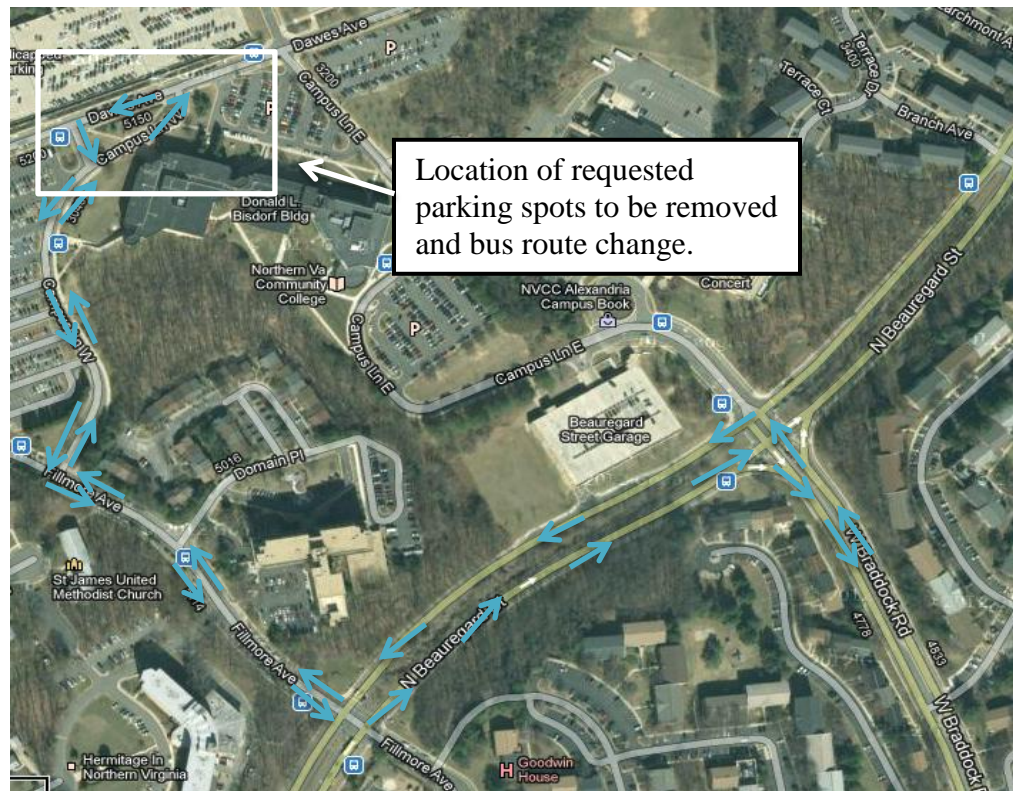 Dawes Ave
Larchmont A
P
3200
Campus Ln E
Terrace Dr
3400
Terrace Ct
Branch Ave
Dawes Ave
5150
Campus Ln W
P
5200
Location of requested
parking spots to be removed
and bus route change.
Donald L.
Bisdorf Bldg
Northern Va
Community
College
NVCC Alexandria
Campus Book
Concert
N Beauregard St
P
Campus Ln E
Campus Ln E
Beauregard
Street Garage
5016
Domain Pl
Fillmore Ave
St James United
Methodist Church
W Braddock Rd
4778
4833
N Beauregard
Fillmore Ave
W Braddock
Fillmore Ave
Hermitage In
Northern Virginia
H Goodwin
House